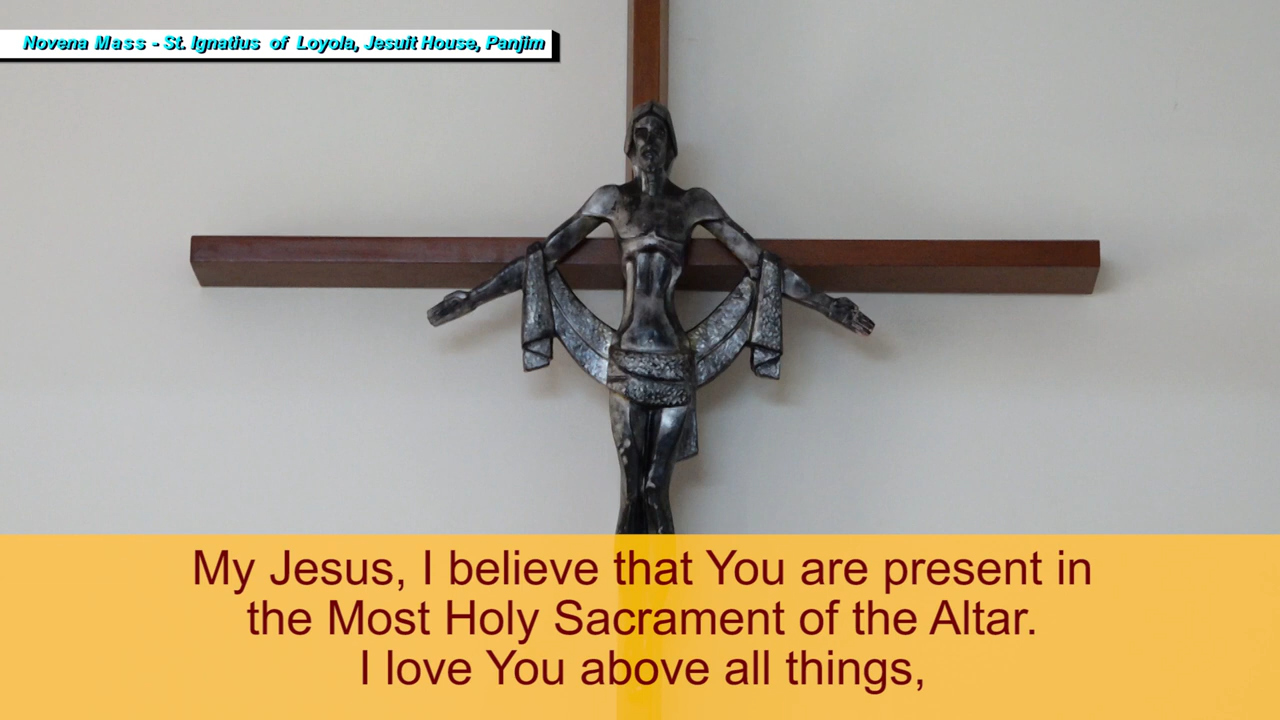 Novena Mass - St. Ignatius of Loyola, Jesuit House, Panjim
My Jesus, I believe that You are present in
the Most Holy Sacrament of the Altar.
I love You above all things,